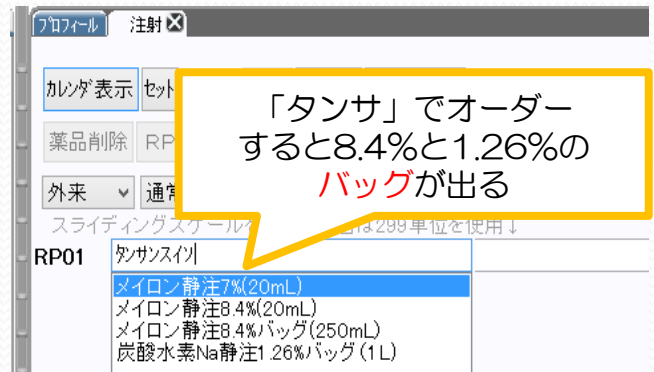 プロフィール 注射
カレンダ表示 セット
「タンサ」でオーダー
すると8.4%と1.26%の
バッグが出る
薬品削除 RP
外来 通常
スライディングスケール
は299単位を使用↓
RP01 タンサンスイソ
メイロン静注7%(20mL)
メイロン静注8.4%(20mL)
メイロン静注8.4%バッグ(250mL)
炭酸水素Na静注1.26%バッグ(1L)